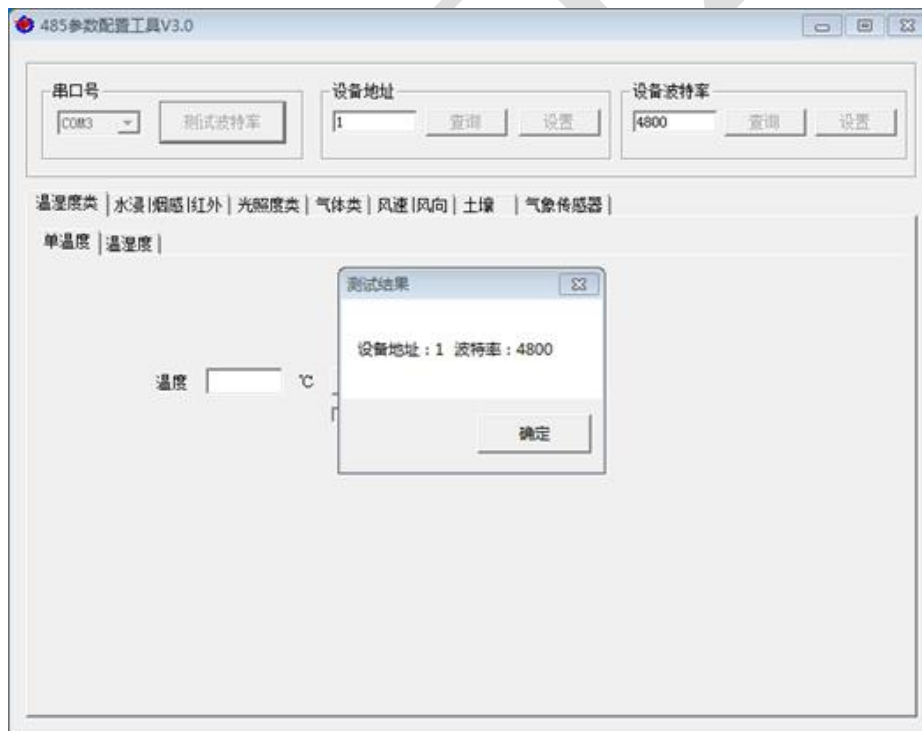 485参数配置工具V3.0
串口号
设备地址
设备波特率
COM3
测试波特率
1
查询
设置
4800
查询
设置
温湿度类 水浸|烟感|红外 光照度类 气体类 风速|风向 土壤 气象传感器
单温度 温湿度
测试结果
设备地址：1 波特率：4800
温度 ℃
确定